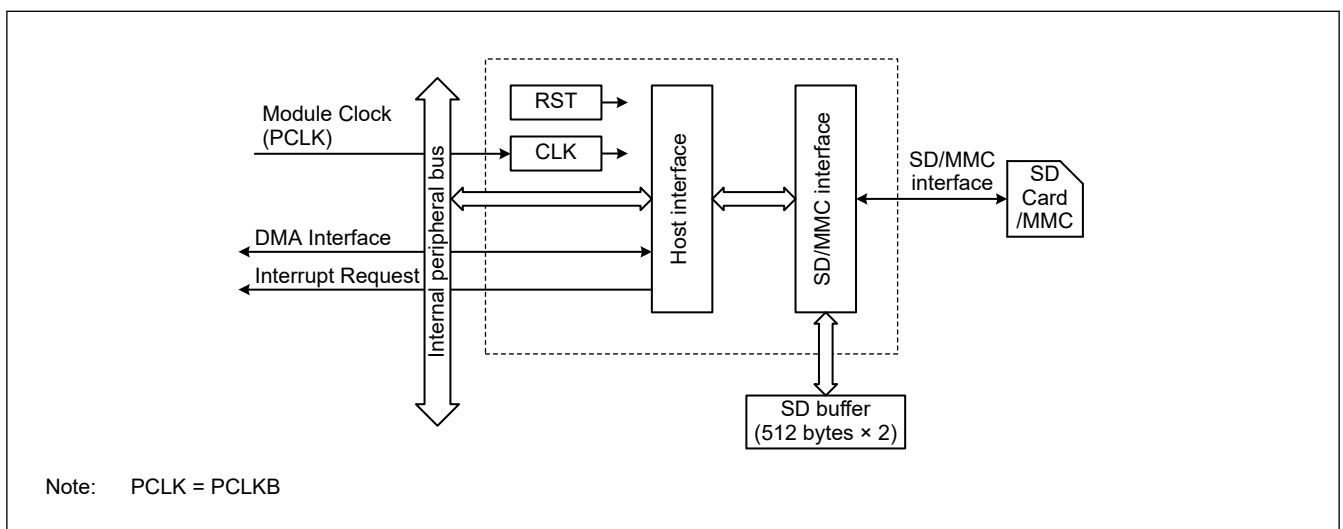 Module Clock
(PCLK)
RST
CLK
DMA Interface
Interrupt Request
Internal peripheral bus
Host interface
SD/MMC interface
SD/MMC
interface
SD
Card
/MMC
SD buffer
(512 bytes × 2)
Note: PCLK = PCLKB